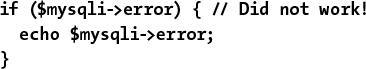 if ($mysqli->error) { // Did not work!
  echo $mysqli->error;
}